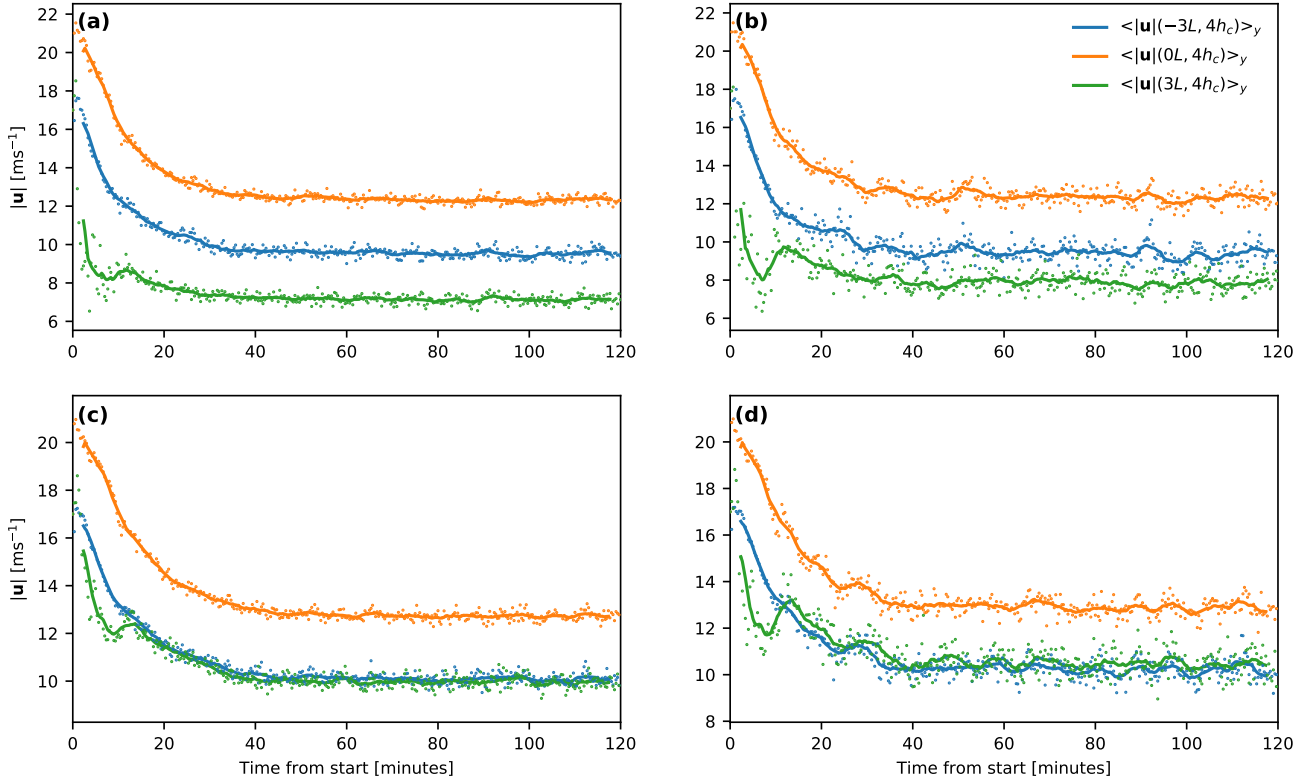 (a)
22
20
18
16
14
12
10
8
6
|u| [ms⁻¹]
0 20 40 60 80 100 120
(b)
<|u|(−3L, 4h_c)>_y
<|u|(0L, 4h_c)>_y
<|u|(3L, 4h_c)>_y
22
20
18
16
14
12
10
8
6
0 20 40 60 80 100 120
(c)
20
18
16
14
12
10
|u| [ms⁻¹]
0 20 40 60 80 100 120
Time from start [minutes]
(d)
20
18
16
14
12
10
8
0 20 40 60 80 100 120
Time from start [minutes]